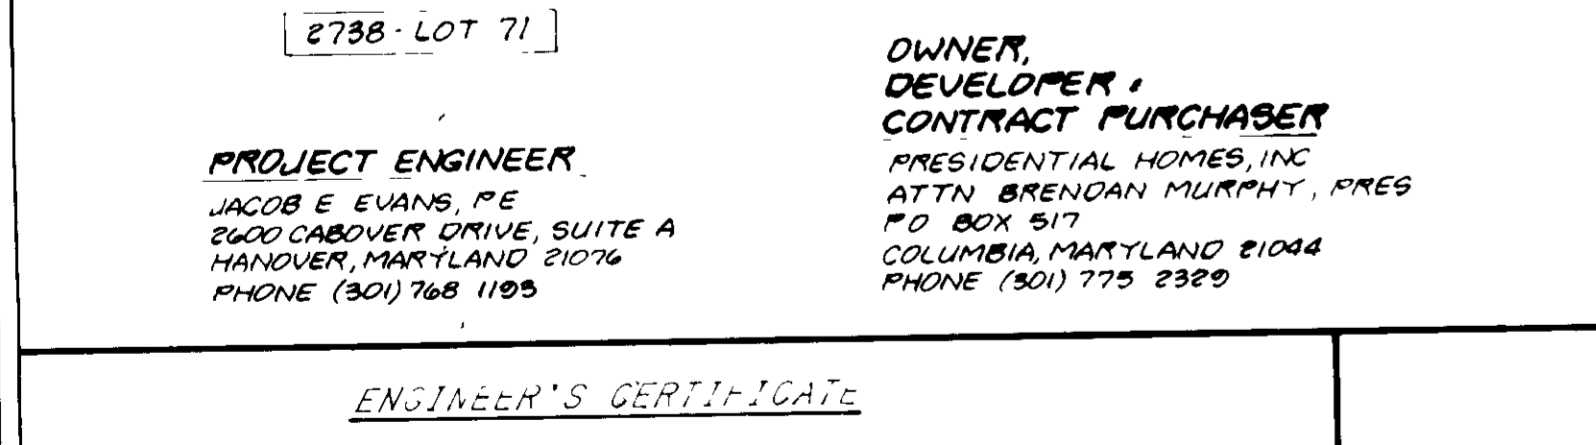 2738 - LOT 71
OWNER,
DEVELOPER &
CONTRACT PURCHASER
PROJECT ENGINEER
JACOB E EVANS, PE
2600 CABOVER DRIVE, SUITE A
HANOVER, MARYLAND 21076
PHONE (301) 768 1193
PRESIDENTIAL HOMES, INC
ATTN BRENDAN MURPHY, PRES
PO BOX 517
COLUMBIA, MARYLAND 21044
PHONE (301) 775 2329
ENGINEER'S CERTIFICATE